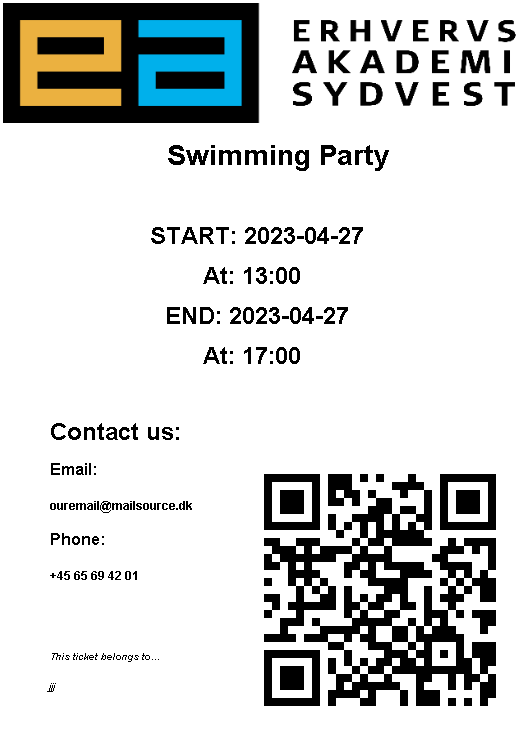 ea
ERHVERVS
AKADEMI
SYDVEST
Swimming Party
START: 2023-04-27
At: 13:00
END: 2023-04-27
At: 17:00
Contact us:
Email:
ouremail@mailsource.dk
Phone:
+45 65 69 42 01
This ticket belongs to...
jjj